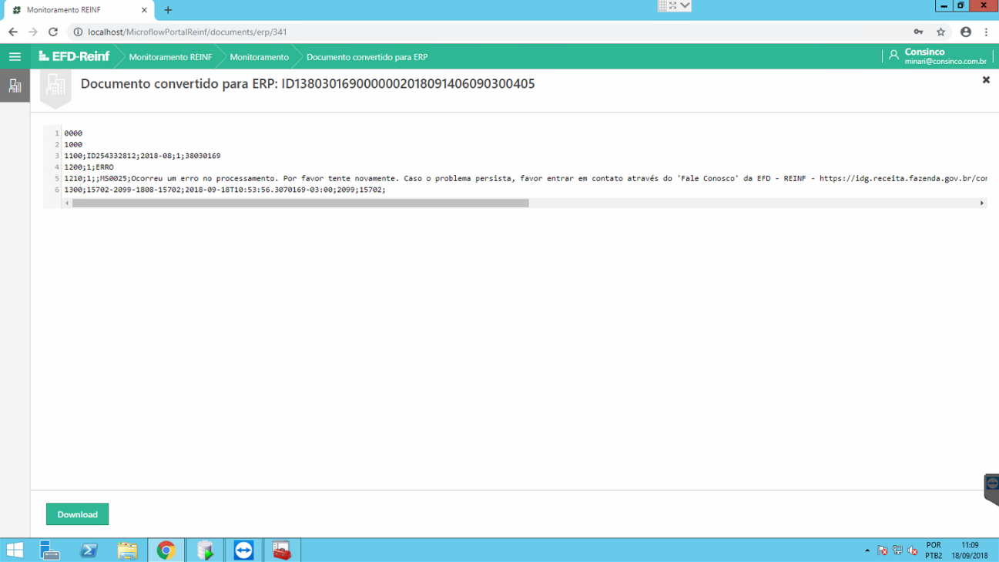 Monitoramento REINF
localhost/MicroflowPortalReinf/documents/erp/341
EFD-Reinf
Monitoramento REINF
Monitoramento
Documento convertido para ERP
Consinco
minari@consinco.com.br
Documento convertido para ERP: ID1380301690000002018091406090300405
1 0000
2 1000
3 1100;ID254332812;2018-08;1;38030169
4 1200;1;ERRO
5 1210;1;;MS0025;Ocorreu um erro no processamento. Por favor tente novamente. Caso o problema persista, favor entrar em contato através do 'Fale Conosco' da EFD - REINF - https://idg.receita.fazenda.gov.br/cor
6 1300;15702-2099-1808-15702;2018-09-18T10:53:56.3070169-03:00;2099;15702;
Download
POR
PTB2
11:09
18/09/2018